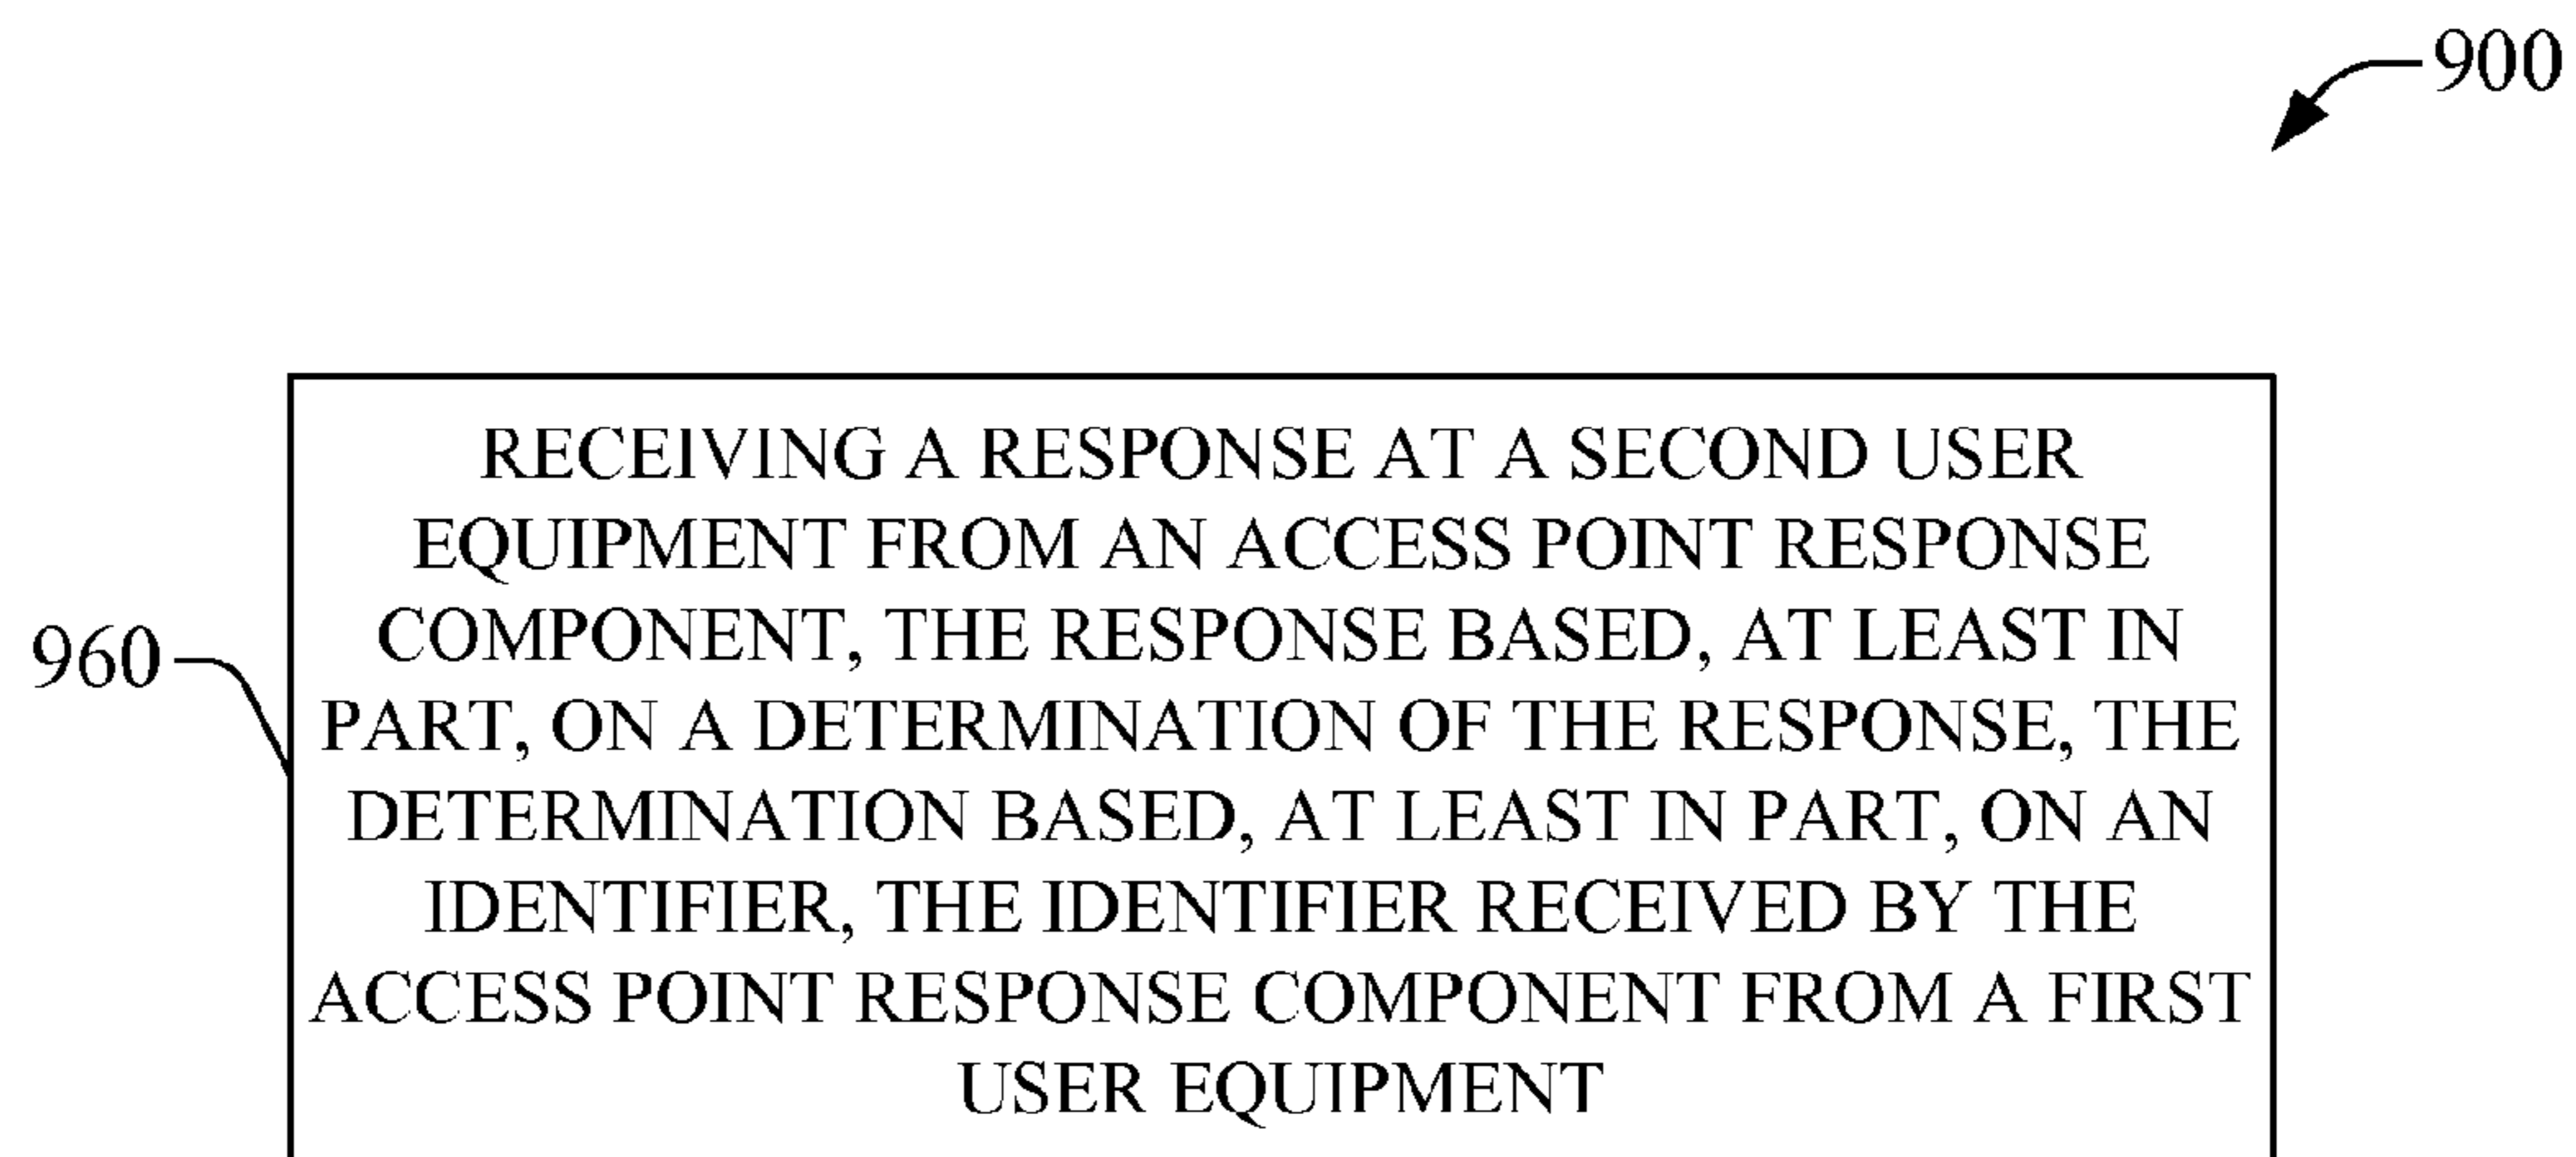 900
RECEIVING A RESPONSE AT A SECOND USER
EQUIPMENT FROM AN ACCESS POINT RESPONSE
COMPONENT, THE RESPONSE BASED, AT LEAST IN
960
PART, ON A DETERMINATION OF THE RESPONSE, THE
DETERMINATION BASED, AT LEAST IN PART, ON AN
IDENTIFIER, THE IDENTIFIER RECEIVED BY THE
ACCESS POINT RESPONSE COMPONENT FROM A FIRST
USER EQUIPMENT